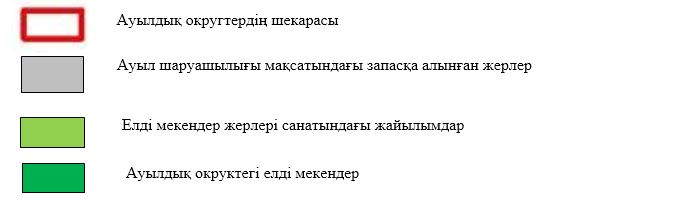 Ауылдық округтердің шекарасы
Ауыл шаруашылығы мақсатындағы запасқа алынған жерлер
Елді мекендер жерлері санатындағы жайылымдар
Ауылдық округтегі елді мекендер